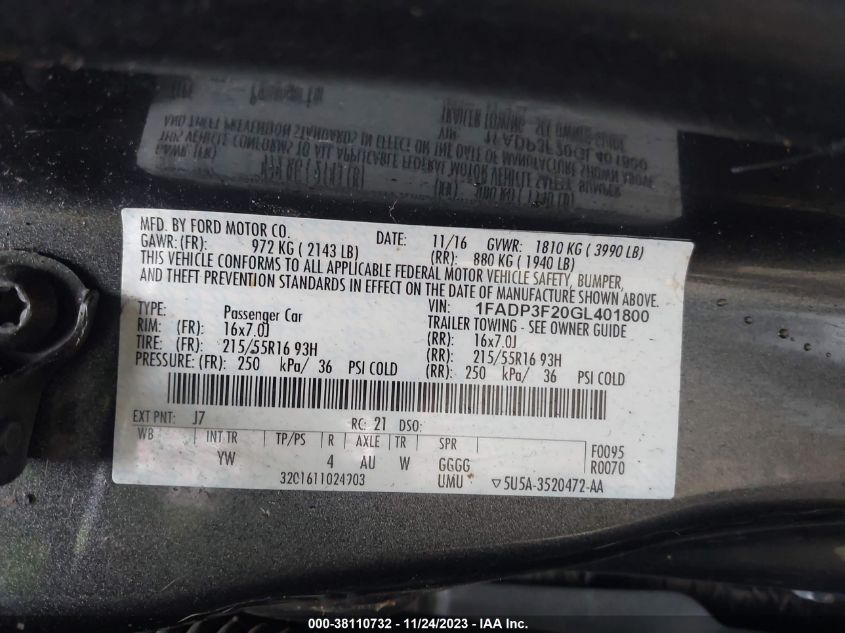 MFD. BY FORD MOTOR CO. DATE: 11/16 GVWR: 1810 KG ( 3990 LB)
GAWR: (FR): 972 KG ( 2143 LB) (RR): 880 KG ( 1940 LB)
THIS VEHICLE CONFORMS TO ALL APPLICABLE FEDERAL MOTOR VEHICLE SAFETY, BUMPER,
AND THEFT PREVENTION STANDARDS IN EFFECT ON THE DATE OF MANUFACTURE SHOWN ABOVE.
VIN: 1FADP3F20GL401800
TYPE: Passenger Car TRAILER TOWING - SEE OWNER GUIDE
RIM: (FR): 16x7.0J (RR): 16x7.0J
TIRE: (FR): 215/55R16 93H (RR): 215/55R16 93H
PRESSURE: (FR): 250 kPa/ 36 PSI COLD (RR): 250 kPa/ 36 PSI COLD
EXT PNT: J7 RC: 21 DSO:
WB INT TR TP/PS R AXLE TR SPR F0095
YW 4 AU W GGGG R0070
3201611024703 UMU ▽5U5A-3520472-AA
000-38110732 - 11/24/2023 - IAA Inc.